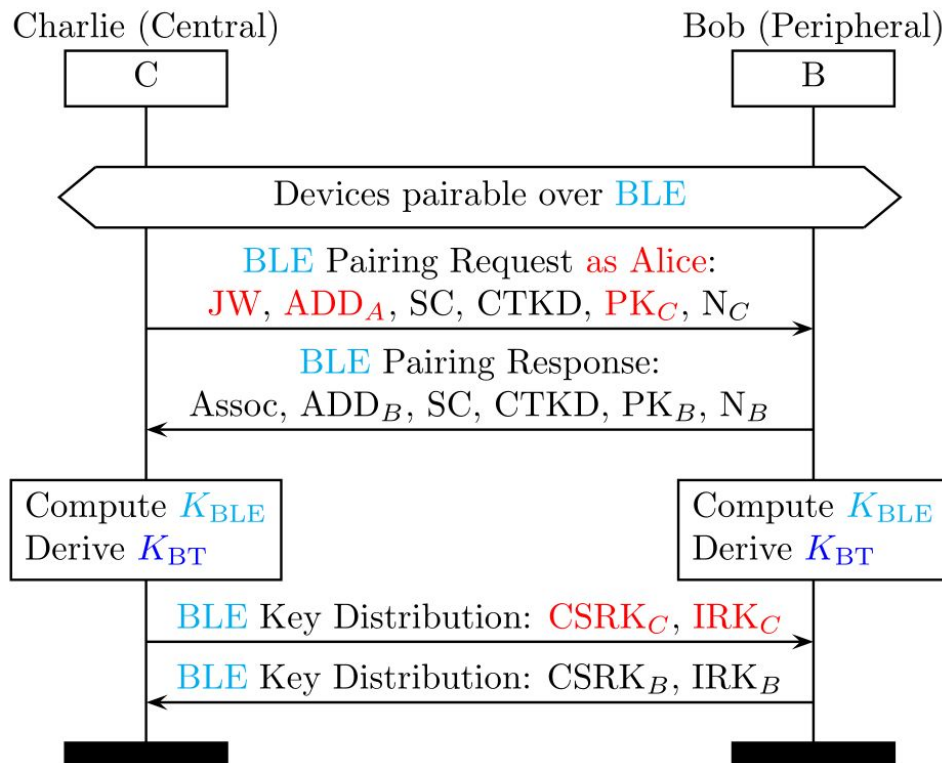 Charlie (Central) Bob (Peripheral)
C B
Devices pairable over BLE
BLE Pairing Request as Alice:
JW, ADD_A, SC, CTKD, PK_C, N_C
BLE Pairing Response:
Assoc, ADD_B, SC, CTKD, PK_B, N_B
Compute K_BLE
Derive K_BT
Compute K_BLE
Derive K_BT
BLE Key Distribution: CSRK_C, IRK_C
BLE Key Distribution: CSRK_B, IRK_B